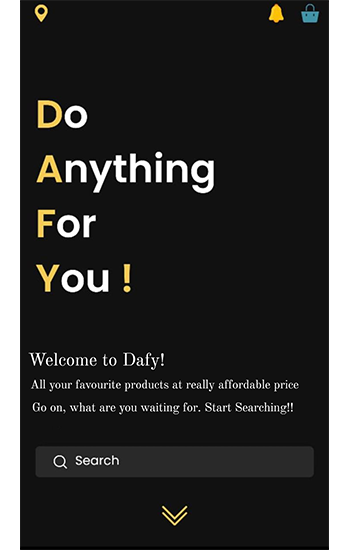 Do
Anything
For
You !
Welcome to Dafy!
All your favourite products at really affordable price
Go on, what are you waiting for. Start Searching!!
Search